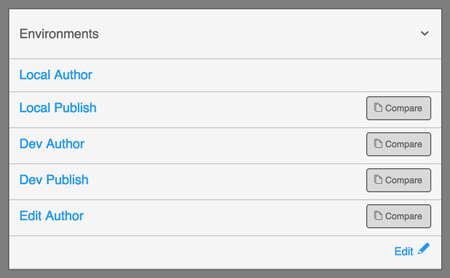 Environments
Local Author
Local Publish Compare
Dev Author Compare
Dev Publish Compare
Edit Author Compare
Edit